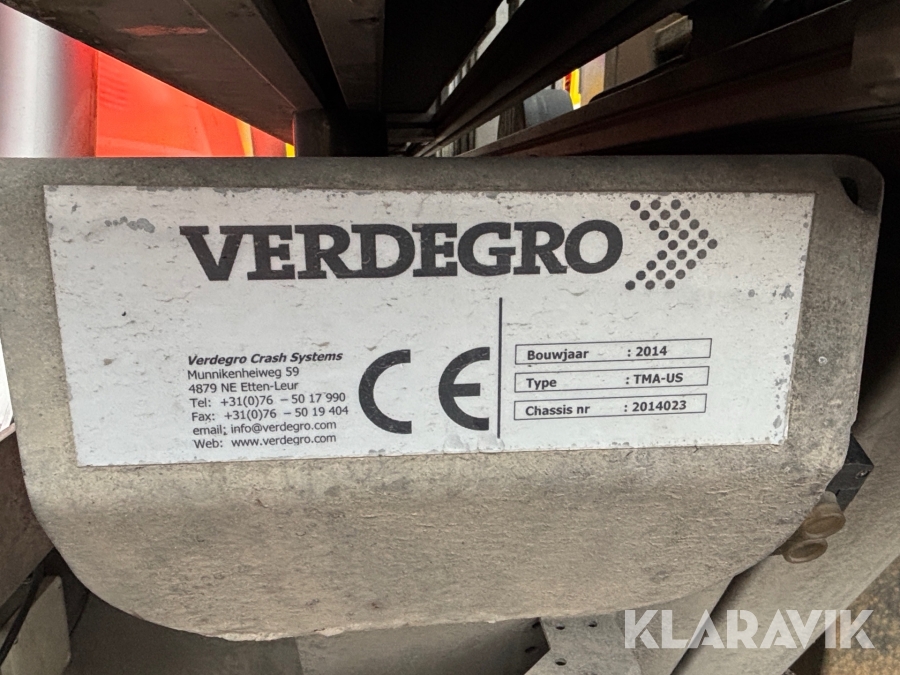 VERDEGRO
Verdegro Crash Systems
Munnikenheiweg 59
4879 NE Etten-Leur
Tel: +31(0)76 – 50 17 990
Fax: +31(0)76 – 50 19 404
email: info@verdegro.com
Web: www.verdegro.com
CE
Bouwjaar : 2014
Type : TMA-US
Chassis nr : 2014023
KLARAVIK